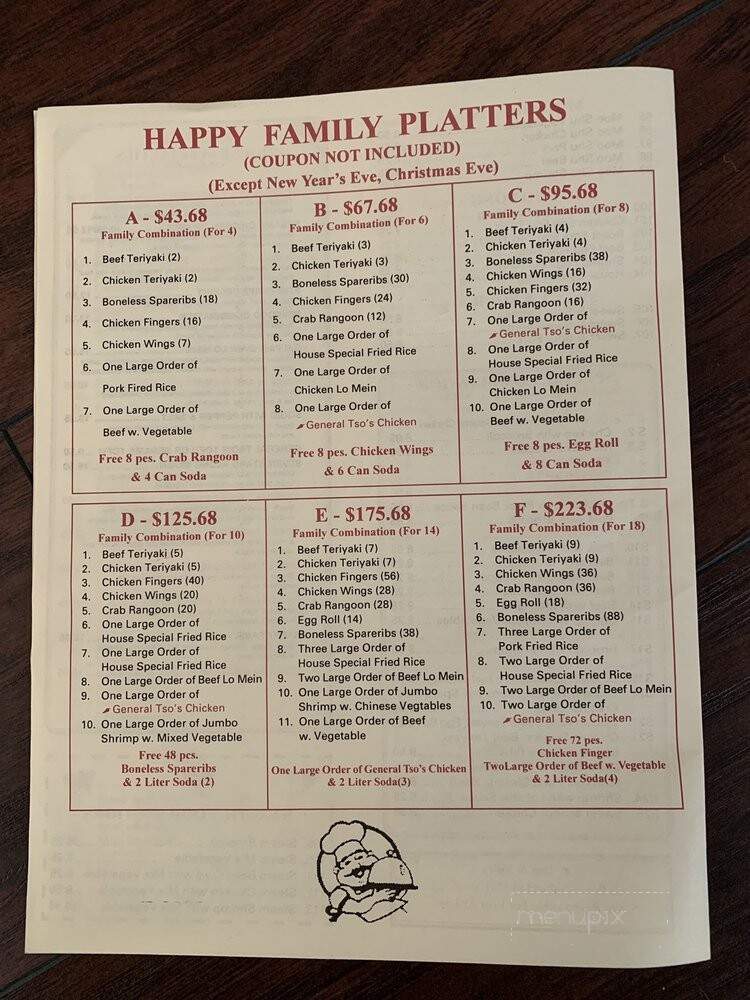 HAPPY FAMILY PLATTERS
(COUPON NOT INCLUDED)
(Except New Year's Eve, Christmas Eve)
A - $43.68
Family Combination (For 4)
1. Beef Teriyaki (2)
2. Chicken Teriyaki (2)
3. Boneless Spareribs (18)
4. Chicken Fingers (16)
5. Chicken Wings (7)
6. One Large Order of
Pork Fired Rice
7. One Large Order of
Beef w. Vegetable
Free 8 pes. Crab Rangoon
& 4 Can Soda
B - $67.68
Family Combination (For 6)
1. Beef Teriyaki (3)
2. Chicken Teriyaki (3)
3. Boneless Spareribs (30)
4. Chicken Fingers (24)
5. Crab Rangoon (12)
6. One Large Order of
House Special Fried Rice
7. One Large Order of
Chicken Lo Mein
8. One Large Order of
General Tso's Chicken
Free 8 pes. Chicken Wings
& 6 Can Soda
C - $95.68
Family Combination (For 8)
1. Beef Teriyaki (4)
2. Chicken Teriyaki (4)
3. Boneless Spareribs (38)
4. Chicken Wings (16)
5. Chicken Fingers (32)
6. Crab Rangoon (16)
7. One Large Order of
General Tso's Chicken
8. One Large Order of
House Special Fried Rice
9. One Large Order of
Chicken Lo Mein
10. One Large Order of
Beef w. Vegetable
Free 8 pes. Egg Roll
& 8 Can Soda
D - $125.68
Family Combination (For 10)
1. Beef Teriyaki (5)
2. Chicken Teriyaki (5)
3. Chicken Fingers (40)
4. Chicken Wings (20)
5. Crab Rangoon (20)
6. One Large Order of
House Special Fried Rice
7. One Large Order of
House Special Fried Rice
8. One Large Order of Beef Lo Mein
9. One Large Order of
General Tso's Chicken
10. One Large Order of Jumbo
Shrimp w. Mixed Vegetable
Free 48 pcs.
Boneless Spareribs
& 2 Liter Soda (2)
E - $175.68
Family Combination (For 14)
1. Beef Teriyaki (7)
2. Chicken Teriyaki (7)
3. Chicken Fingers (56)
4. Chicken Wings (28)
5. Crab Rangoon (28)
6. Egg Roll (14)
7. Boneless Spareribs (38)
8. Three Large Order of
House Special Fried Rice
9. Two Large Order of Beef Lo Mein
10. One Large Order of Jumbo
Shrimp w. Chinese Vegtables
11. One Large Order of Beef
w. Vegetable
One Large Order of General Tso's Chicken
& 2 Liter Soda(3)
F - $223.68
Family Combination (For 18)
1. Beef Teriyaki (9)
2. Chicken Teriyaki (9)
3. Chicken Wings (36)
4. Crab Rangoon (36)
5. Egg Roll (18)
6. Boneless Spareribs (88)
7. Three Large Order of
Pork Fried Rice
8. Two Large Order of
House Special Fried Rice
9. Two Large Order of Beef Lo Mein
10. Two Large Order of
General Tso's Chicken
Free 72 pes.
Chicken Finger
TwoLarge Order of Beef w. Vegetable
& 2 Liter Soda(4)
menupix